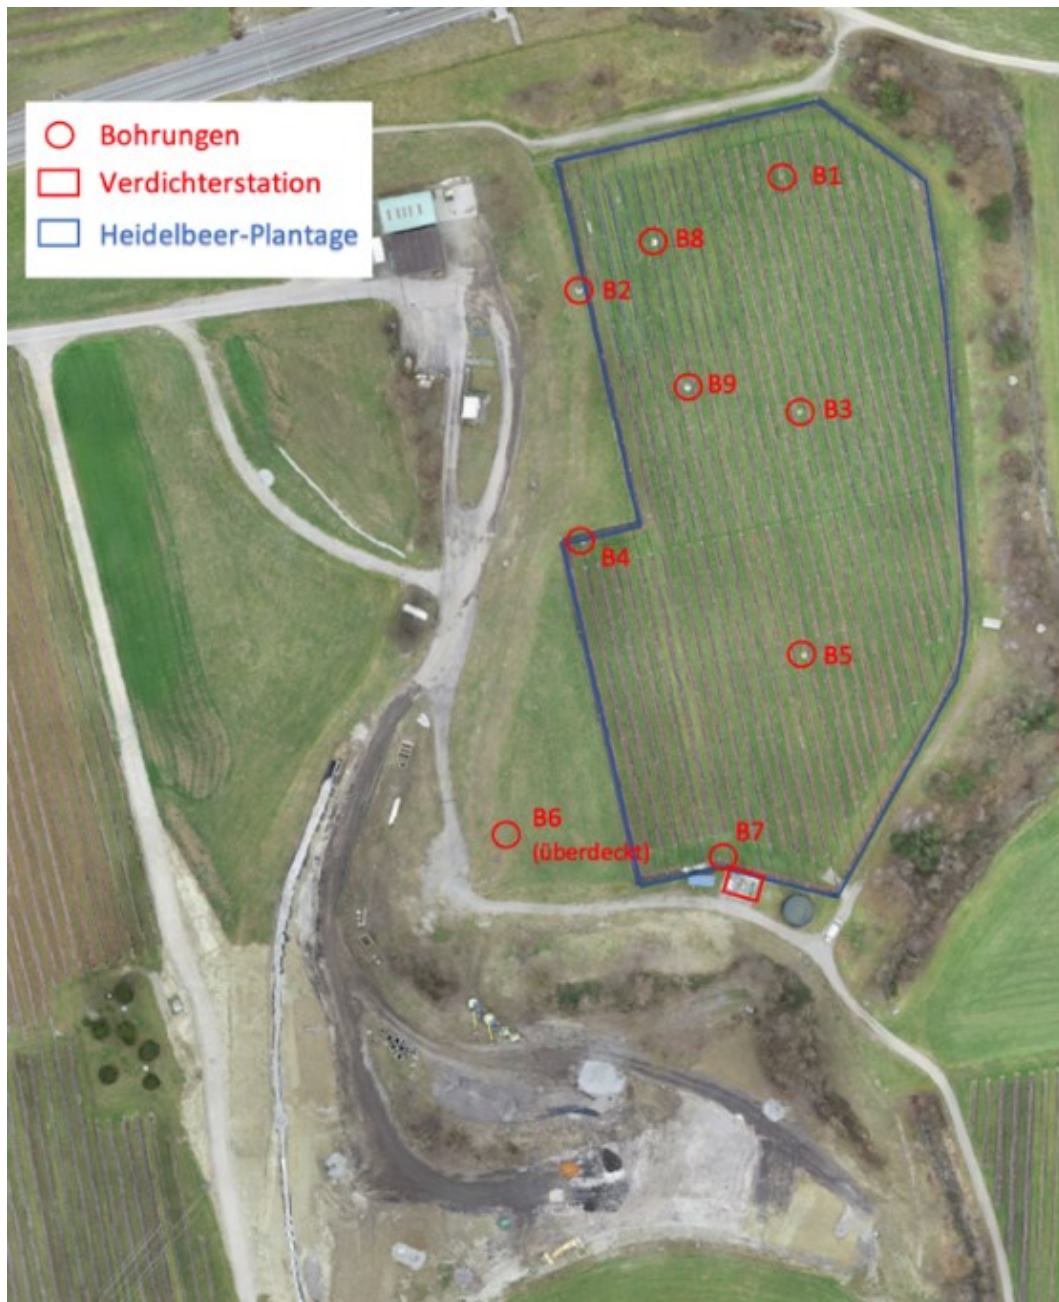 Bohrungen
Verdichterstation
Heidelbeer-Plantage
B1
B8
B2
B9
B3
B4
B5
B6
(überdeckt)
B7